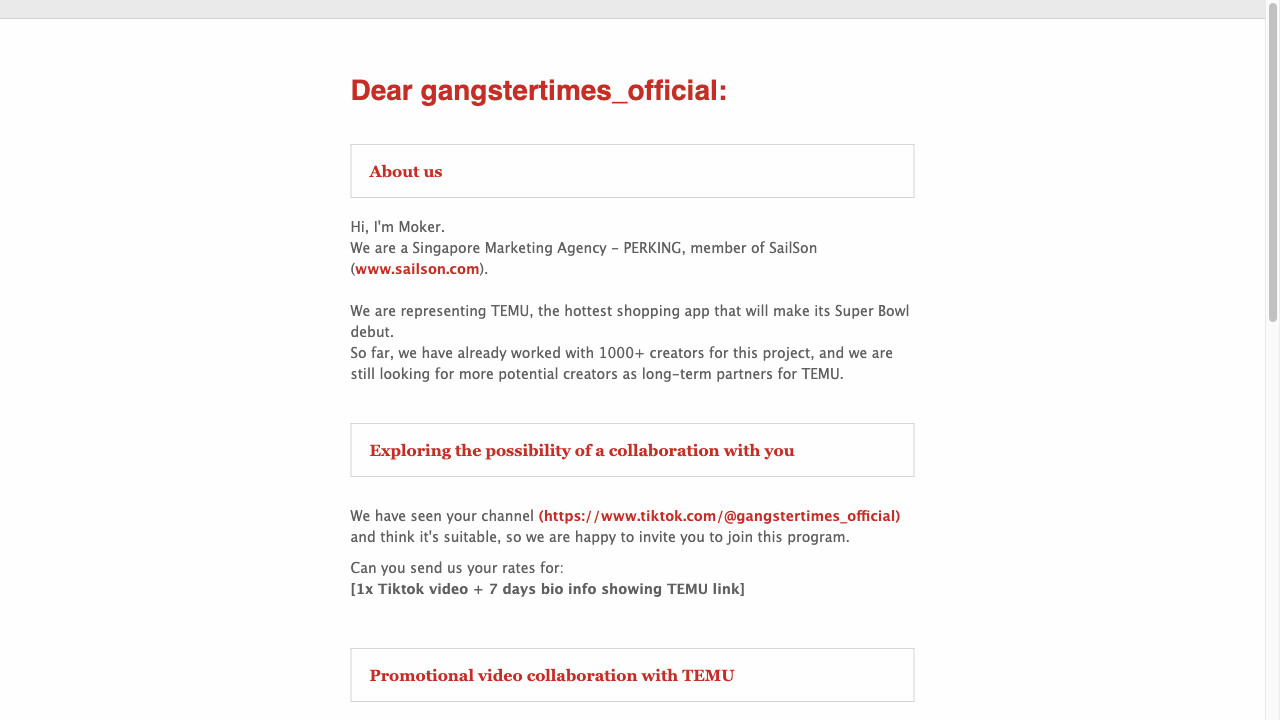 Dear gangstertimes_official:
About us
Hi, I'm Moker.
We are a Singapore Marketing Agency - PERKING, member of SailSon
(www.sailson.com).
We are representing TEMU, the hottest shopping app that will make its Super Bowl
debut.
So far, we have already worked with 1000+ creators for this project, and we are
still looking for more potential creators as long-term partners for TEMU.
Exploring the possibility of a collaboration with you
We have seen your channel (https://www.tiktok.com/@gangstertimes_official)
and think it's suitable, so we are happy to invite you to join this program.
Can you send us your rates for:
[1x Tiktok video + 7 days bio info showing TEMU link]
Promotional video collaboration with TEMU